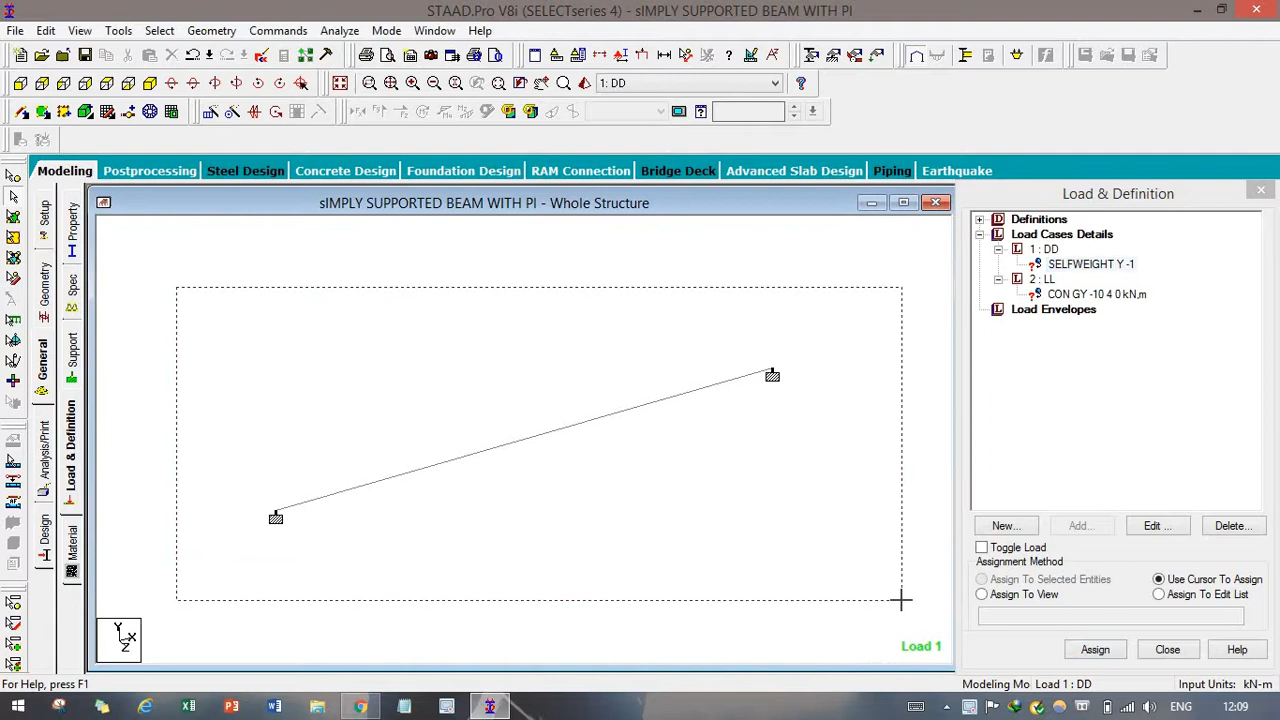 STAAD.Pro V8i (SELECTseries 4) - sIMPLY SUPPORTED BEAM WITH PI
File Edit View Tools Select Geometry Commands Analyze Mode Window Help
1: DD
Modeling Postprocessing Steel Design Concrete Design Foundation Design RAM Connection Bridge Deck Advanced Slab Design Piping Earthquake
sIMPLY SUPPORTED BEAM WITH PI - Whole Structure
Load & Definition
Setup
Geometry
General
Analysis/Print
Design
Property
Spec
Support
Load & Definition
Material
Definitions
Load Cases Details
1 : DD
SELFWEIGHT Y -1
2 : LL
CON GY -10 4 0 kN,m
Load Envelopes
New... Add... Edit ... Delete...
Toggle Load
Assignment Method
Assign To Selected Entities Use Cursor To Assign
Assign To View Assign To Edit List
Assign Close Help
Y
X
Z
Load 1
For Help, press F1 Modeling Mo Load 1 : DD Input Units: kN-m
12:09